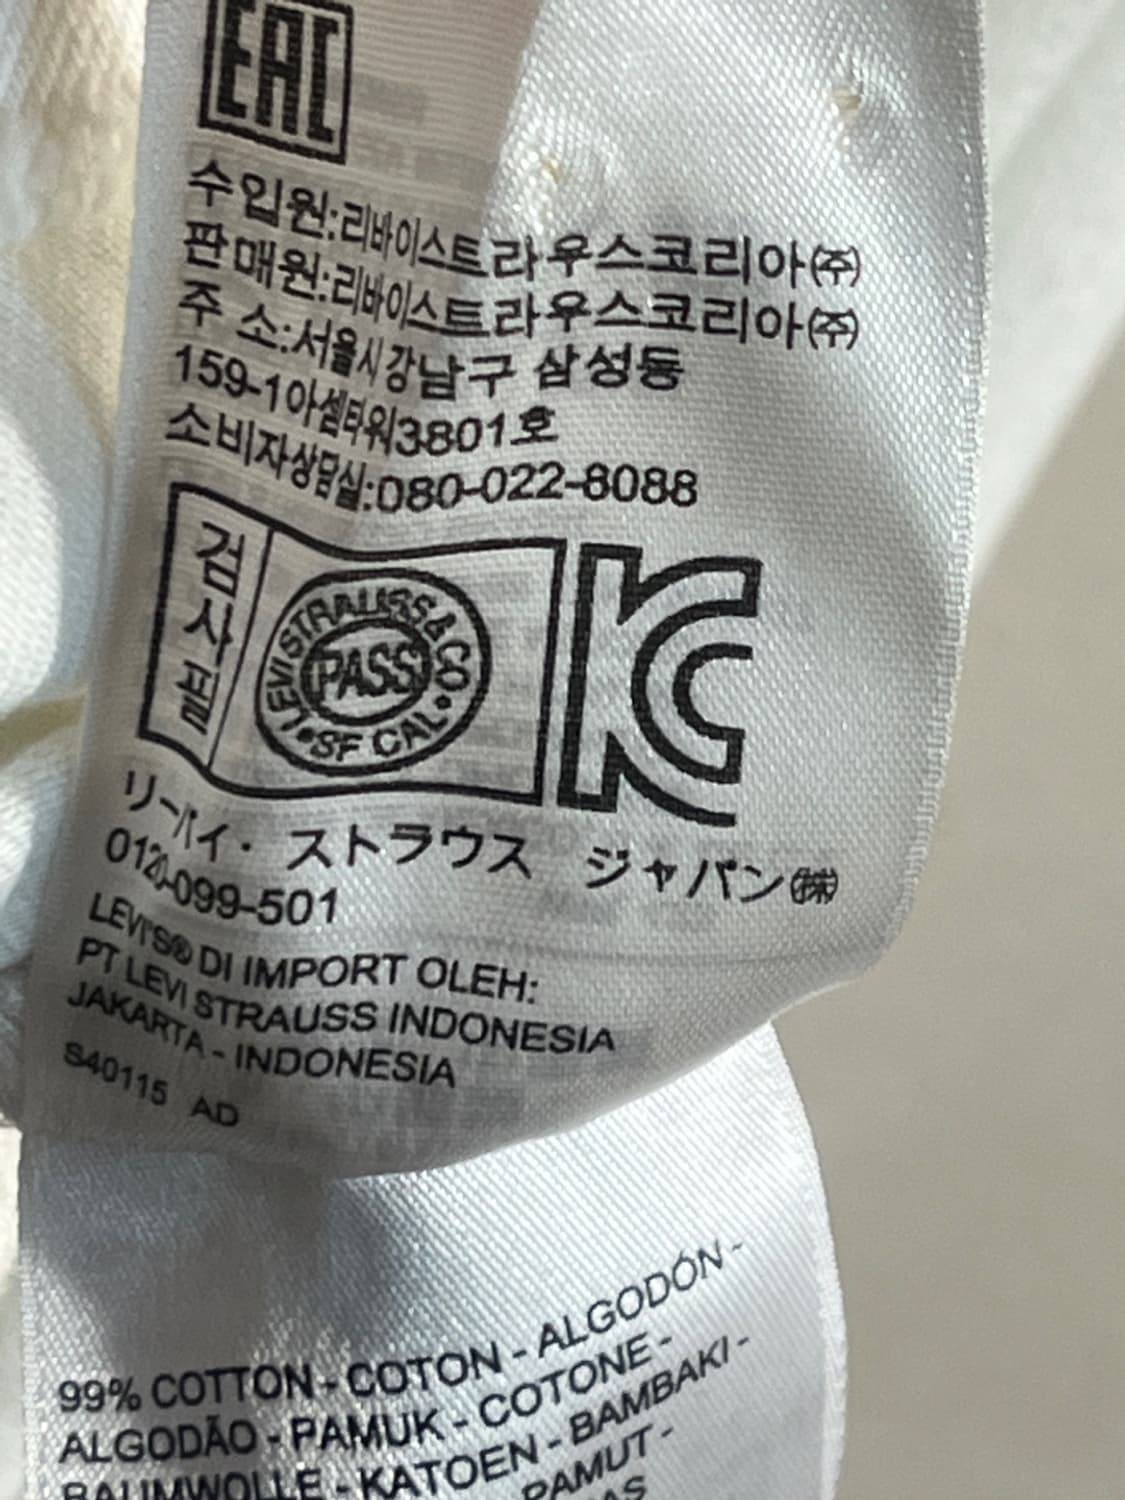 EAC
수입원:리바이스트라우스코리아㈜
판매원:리바이스트라우스코리아㈜
주 소:서울시강남구 삼성동
159-1아셈타워3801호
소비자상담실:080-022-8088
검사필
LEVI STRAUSS & CO
PASS
SF CAL
KC
リーバイ・ストラウス ジャパン㈱
0120-099-501
LEVI'S® DI IMPORT OLEH:
PT LEVI STRAUSS INDONESIA
JAKARTA - INDONESIA
S40115 AD
99% COTTON - COTON - ALGODÓN -
ALGODÃO - PAMUK - COTONE -
BAUMWOLLE - KATOEN - BAMBAKI -
PAMUT -